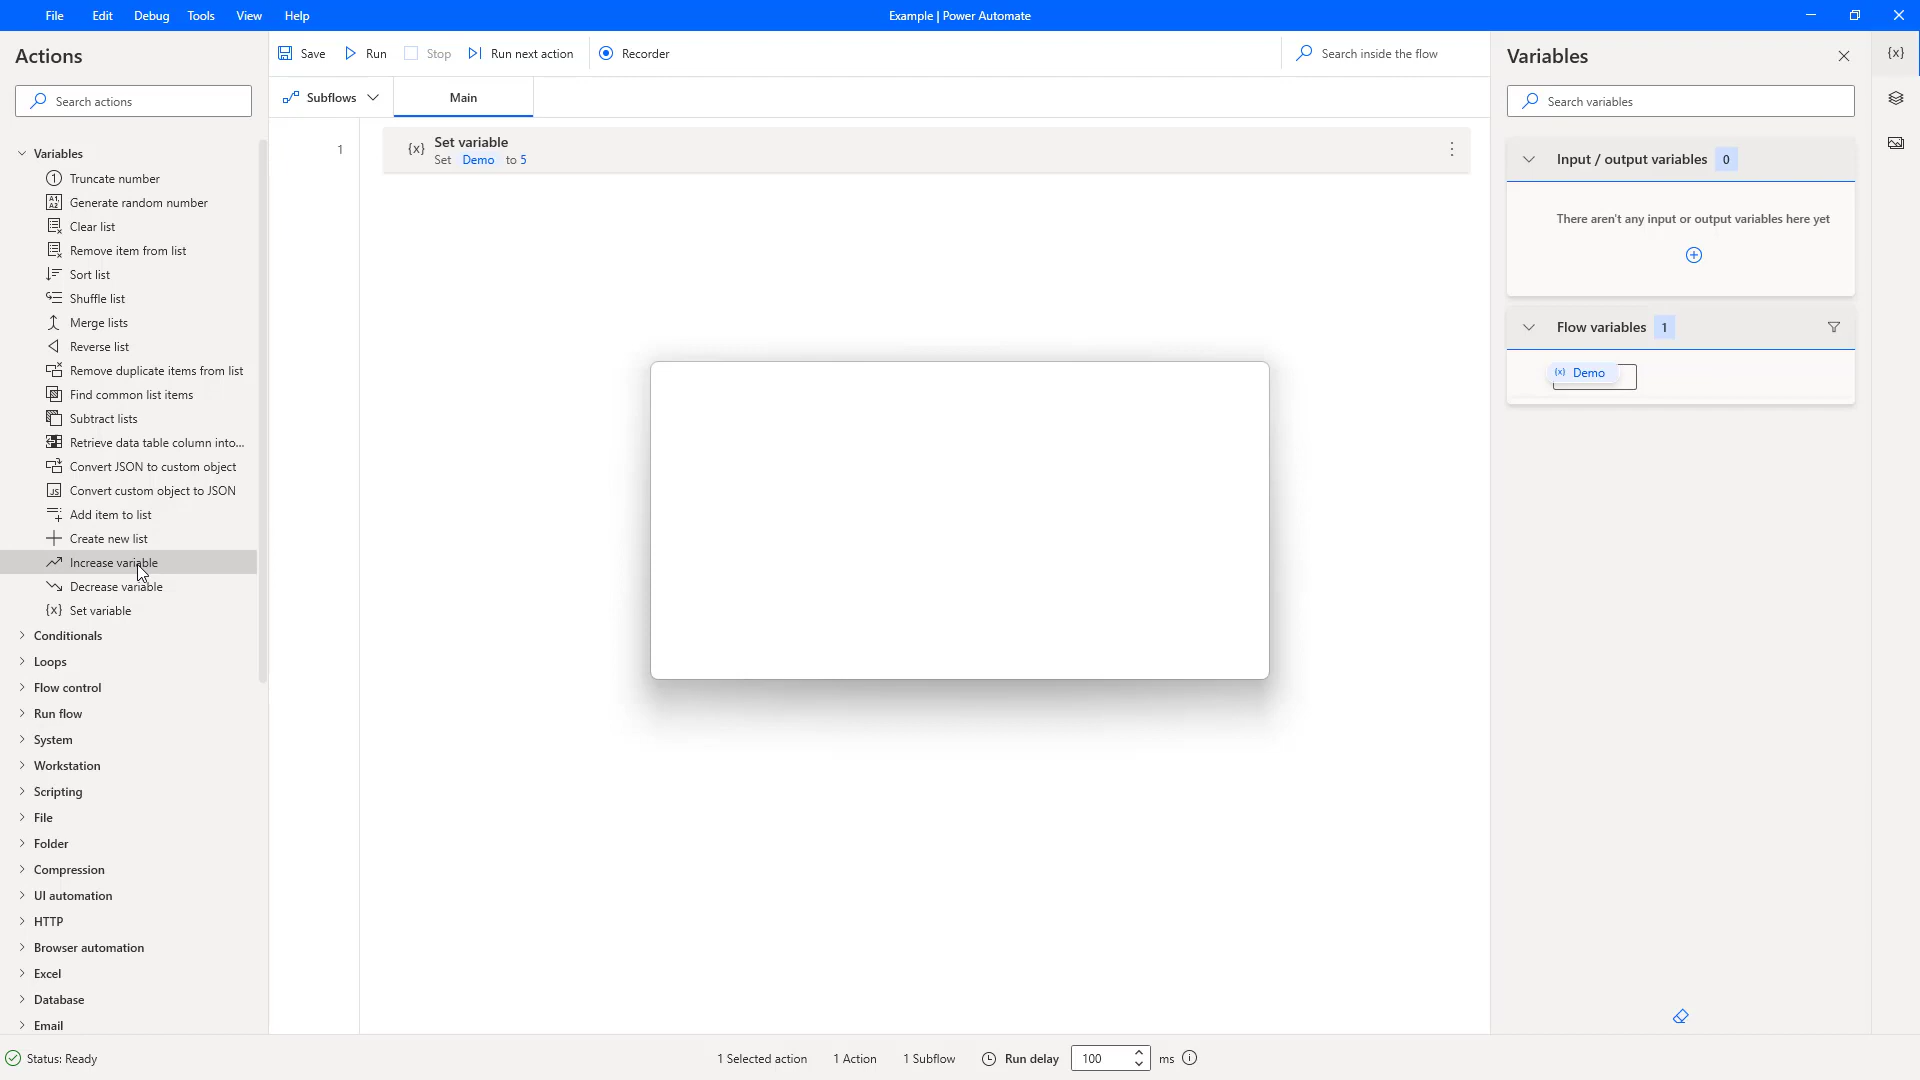 File Edit Debug Tools View Help
Example | Power Automate
Actions
Search actions
Variables
Truncate number
Generate random number
Clear list
Remove item from list
Sort list
Shuffle list
Merge lists
Reverse list
Remove duplicate items from list
Find common list items
Subtract lists
Retrieve data table column into...
Convert JSON to custom object
Convert custom object to JSON
Add item to list
Create new list
Increase variable
Decrease variable
{x} Set variable
Conditionals
Loops
Flow control
Run flow
System
Workstation
Scripting
File
Folder
Compression
UI automation
HTTP
Browser automation
Excel
Database
Email
Save Run Stop Run next action Recorder
Search inside the flow
Subflows Main
1
{x} Set variable
Set Demo to 5
Variables
Search variables
Input / output variables 0
There aren't any input or output variables here yet
Flow variables 1
(x) Demo
{x}
Status: Ready
1 Selected action 1 Action 1 Subflow Run delay 100 ms